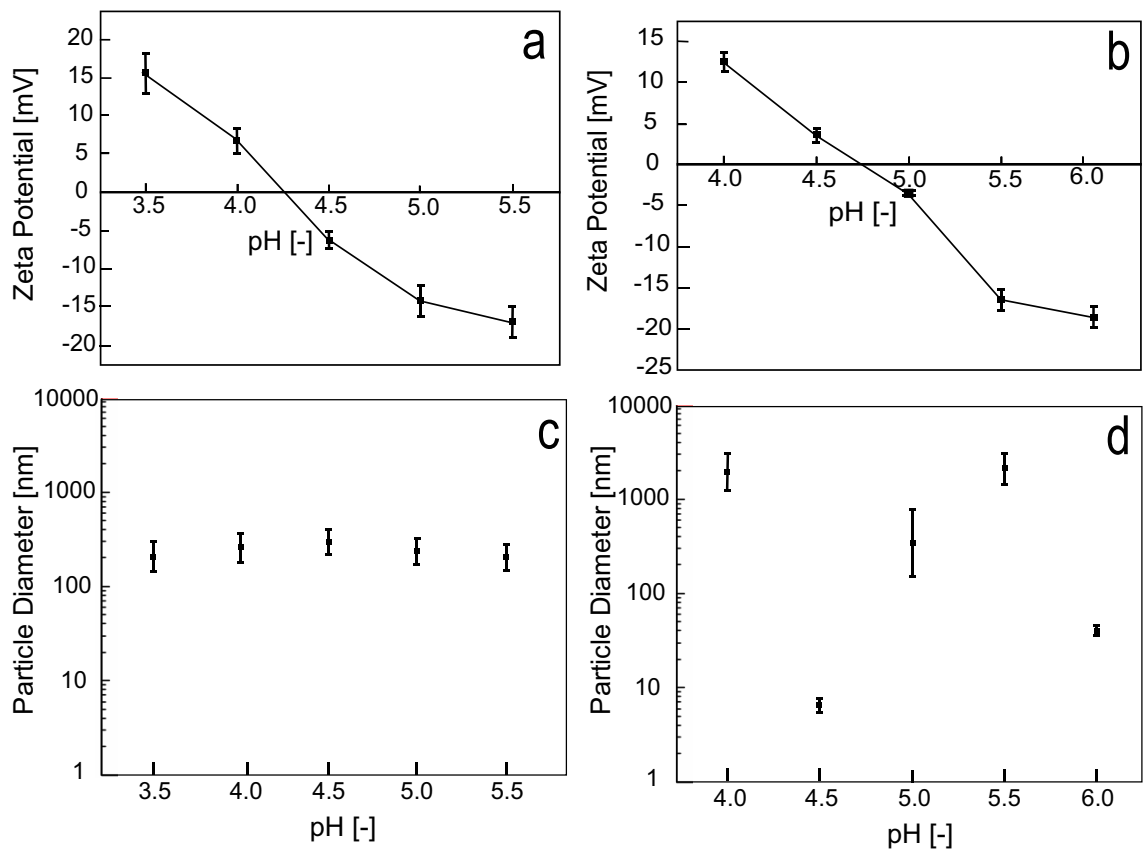 a
Zeta Potential [mV]
20
15
10
5
0
-5
-10
-15
-20
3.5 4.0 4.5 5.0 5.5
pH [-]
b
Zeta Potential [mV]
15
10
5
0
-5
-10
-15
-20
-25
4.0 4.5 5.0 5.5 6.0
pH [-]
c
Particle Diameter [nm]
10000
1000
100
10
1
3.5 4.0 4.5 5.0 5.5
pH [-]
d
Particle Diameter [nm]
10000
1000
100
10
1
4.0 4.5 5.0 5.5 6.0
pH [-]